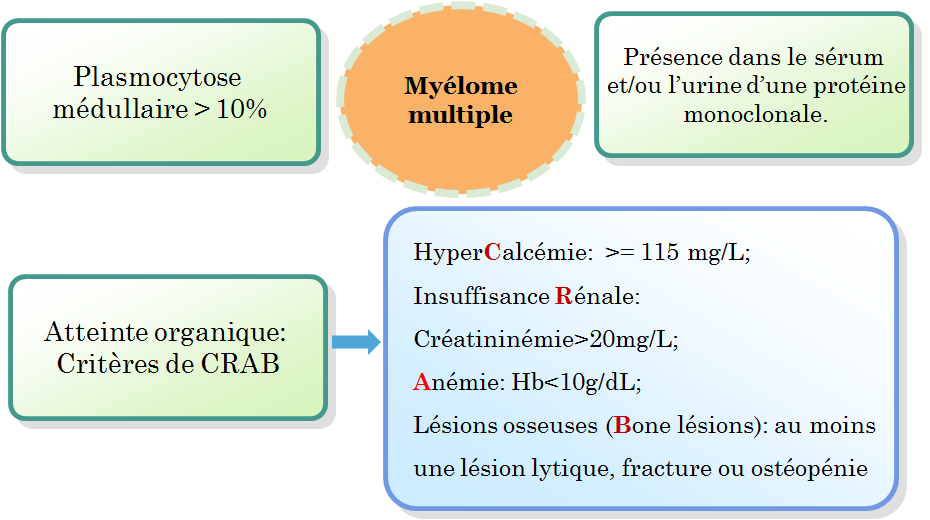 Plasmocytose
médullaire > 10%
Myélome
multiple
Présence dans le sérum
et/ou l’urine d’une protéine
monoclonale.
Atteinte organique:
Critères de CRAB
HyperCalcémie: >= 115 mg/L;
Insuffisance Rénale:
Créatininémie>20mg/L;
Anémie: Hb<10g/dL;
Lésions osseuses (Bone lésions): au moins
une lésion lytique, fracture ou ostéopénie